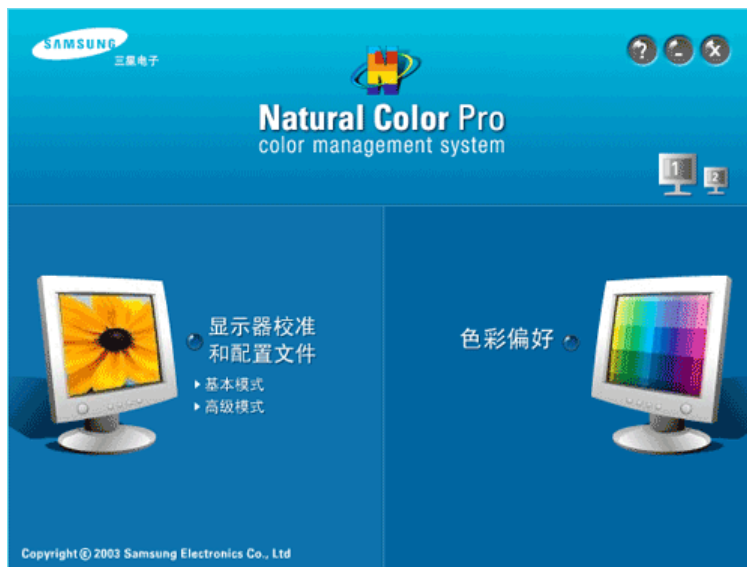 SAMSUNG
三星电子
? - x
Natural Color Pro
color management system
1 2
显示器校准
和配置文件
基本模式
高级模式
色彩偏好
Copyright © 2003 Samsung Electronics Co., Ltd